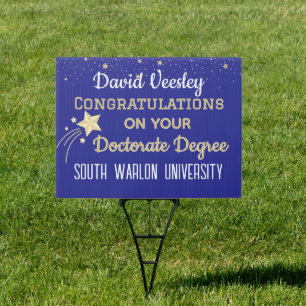 David Veesley
CONGRATULATIONS
ON YOUR
Doctorate Degree
SOUTH WARLON UNIVERSITY